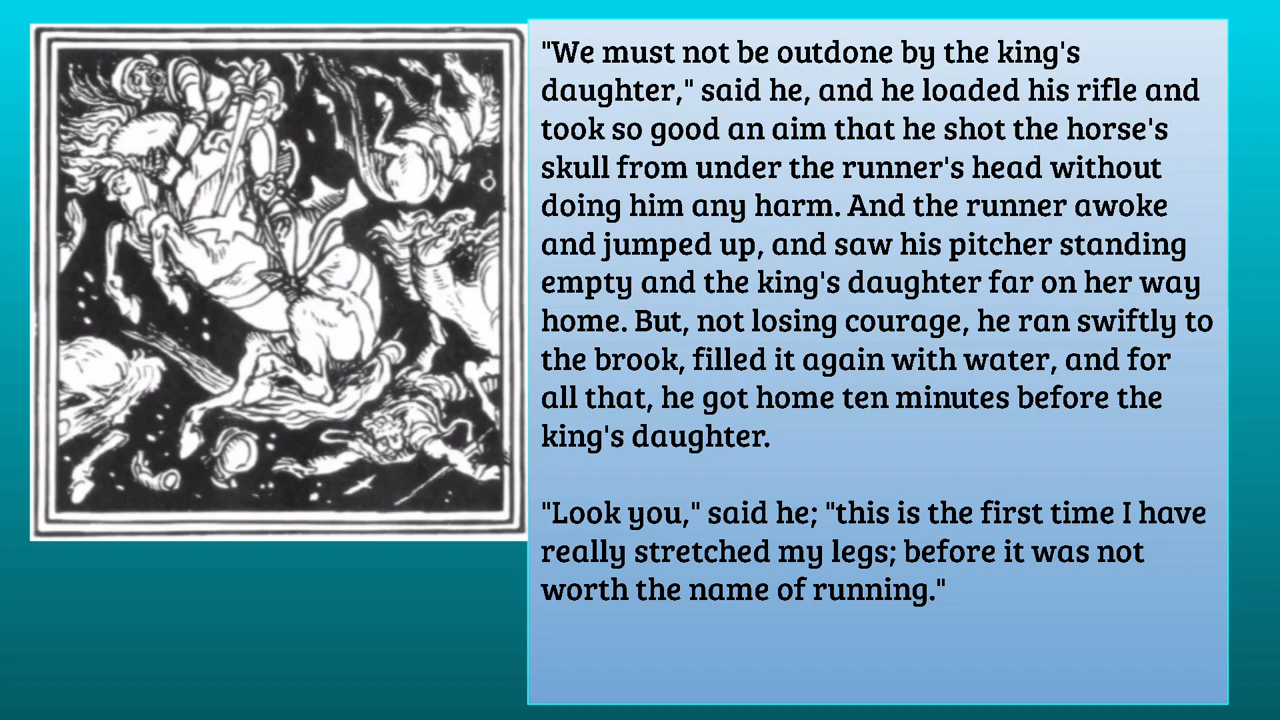 "We must not be outdone by the king's
daughter," said he, and he loaded his rifle and
took so good an aim that he shot the horse's
skull from under the runner's head without
doing him any harm. And the runner awoke
and jumped up, and saw his pitcher standing
empty and the king's daughter far on her way
home. But, not losing courage, he ran swiftly to
the brook, filled it again with water, and for
all that, he got home ten minutes before the
king's daughter.
"Look you," said he; "this is the first time I have
really stretched my legs; before it was not
worth the name of running."